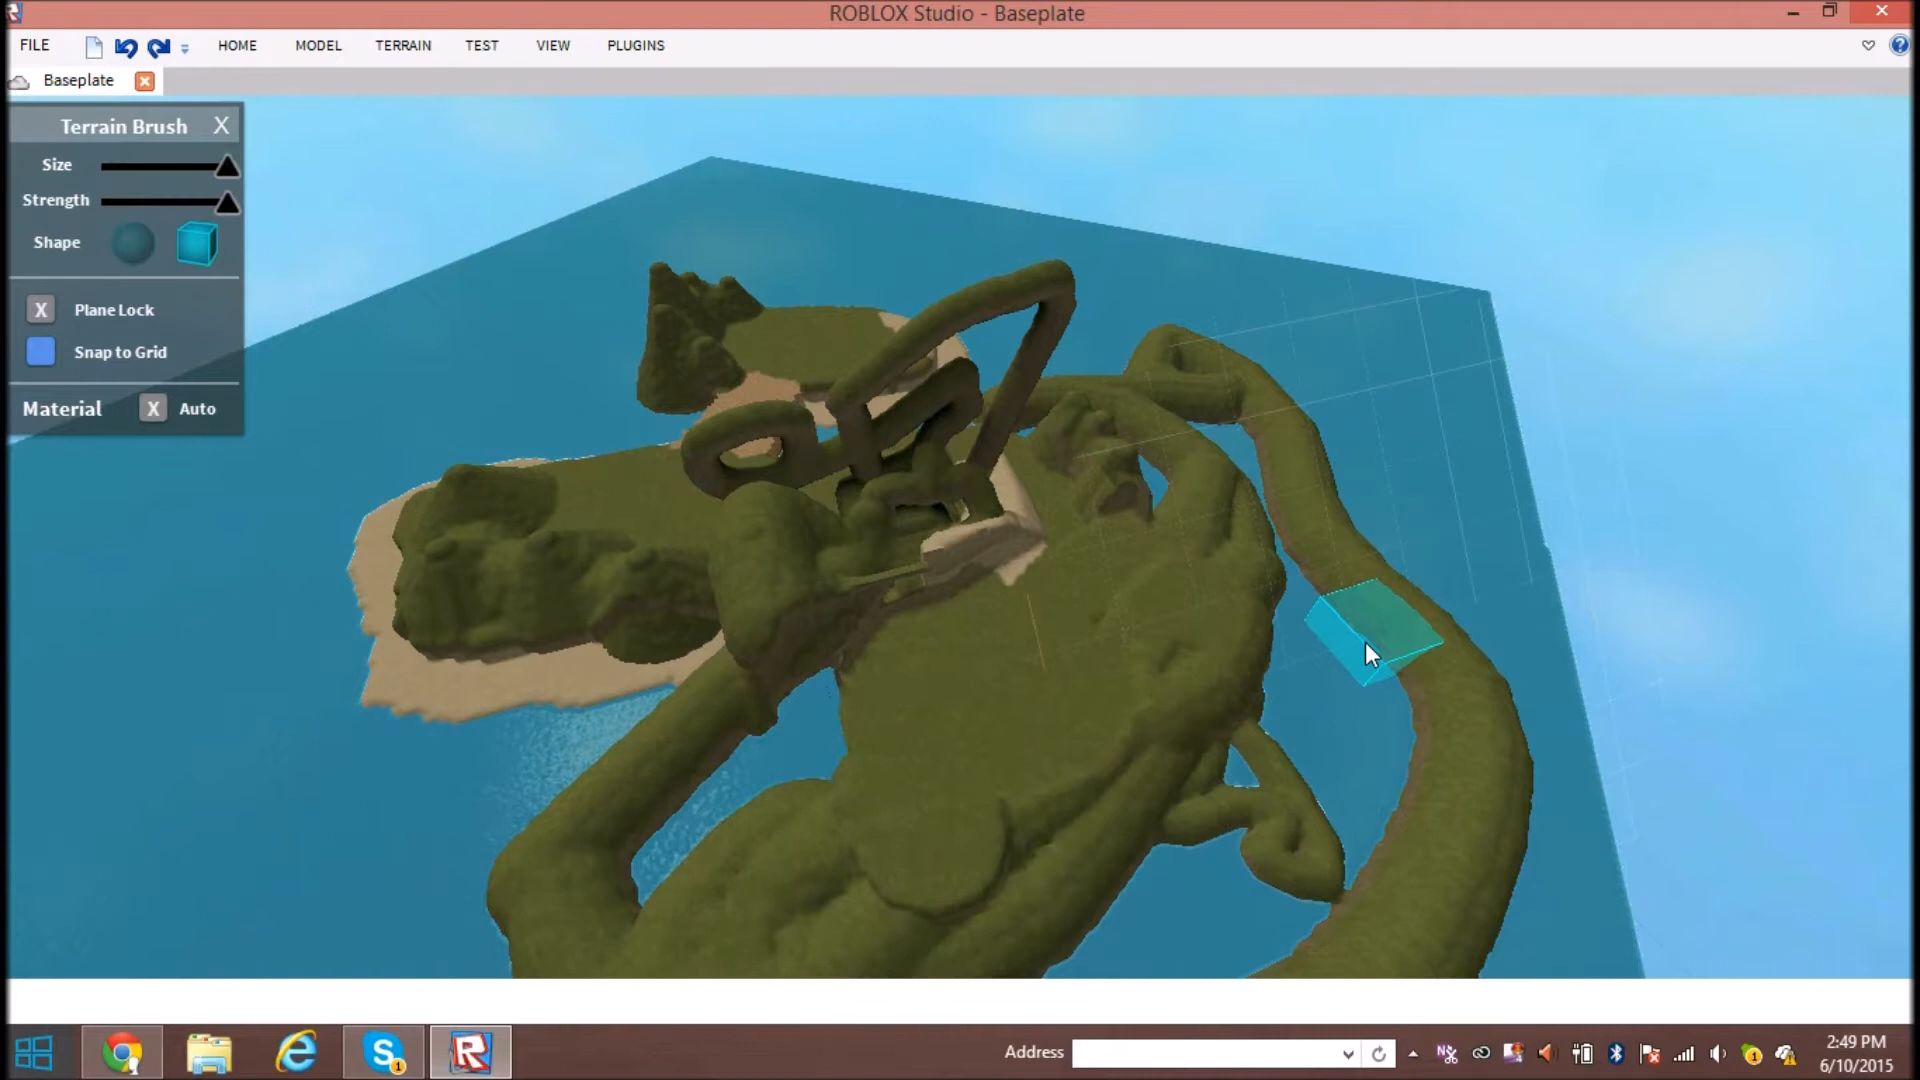 ROBLOX Studio - Baseplate
FILE HOME MODEL TERRAIN TEST VIEW PLUGINS
Baseplate
Terrain Brush X
Size
Strength
Shape
X Plane Lock
Snap to Grid
Material X Auto
Address
2:49 PM
6/10/2015